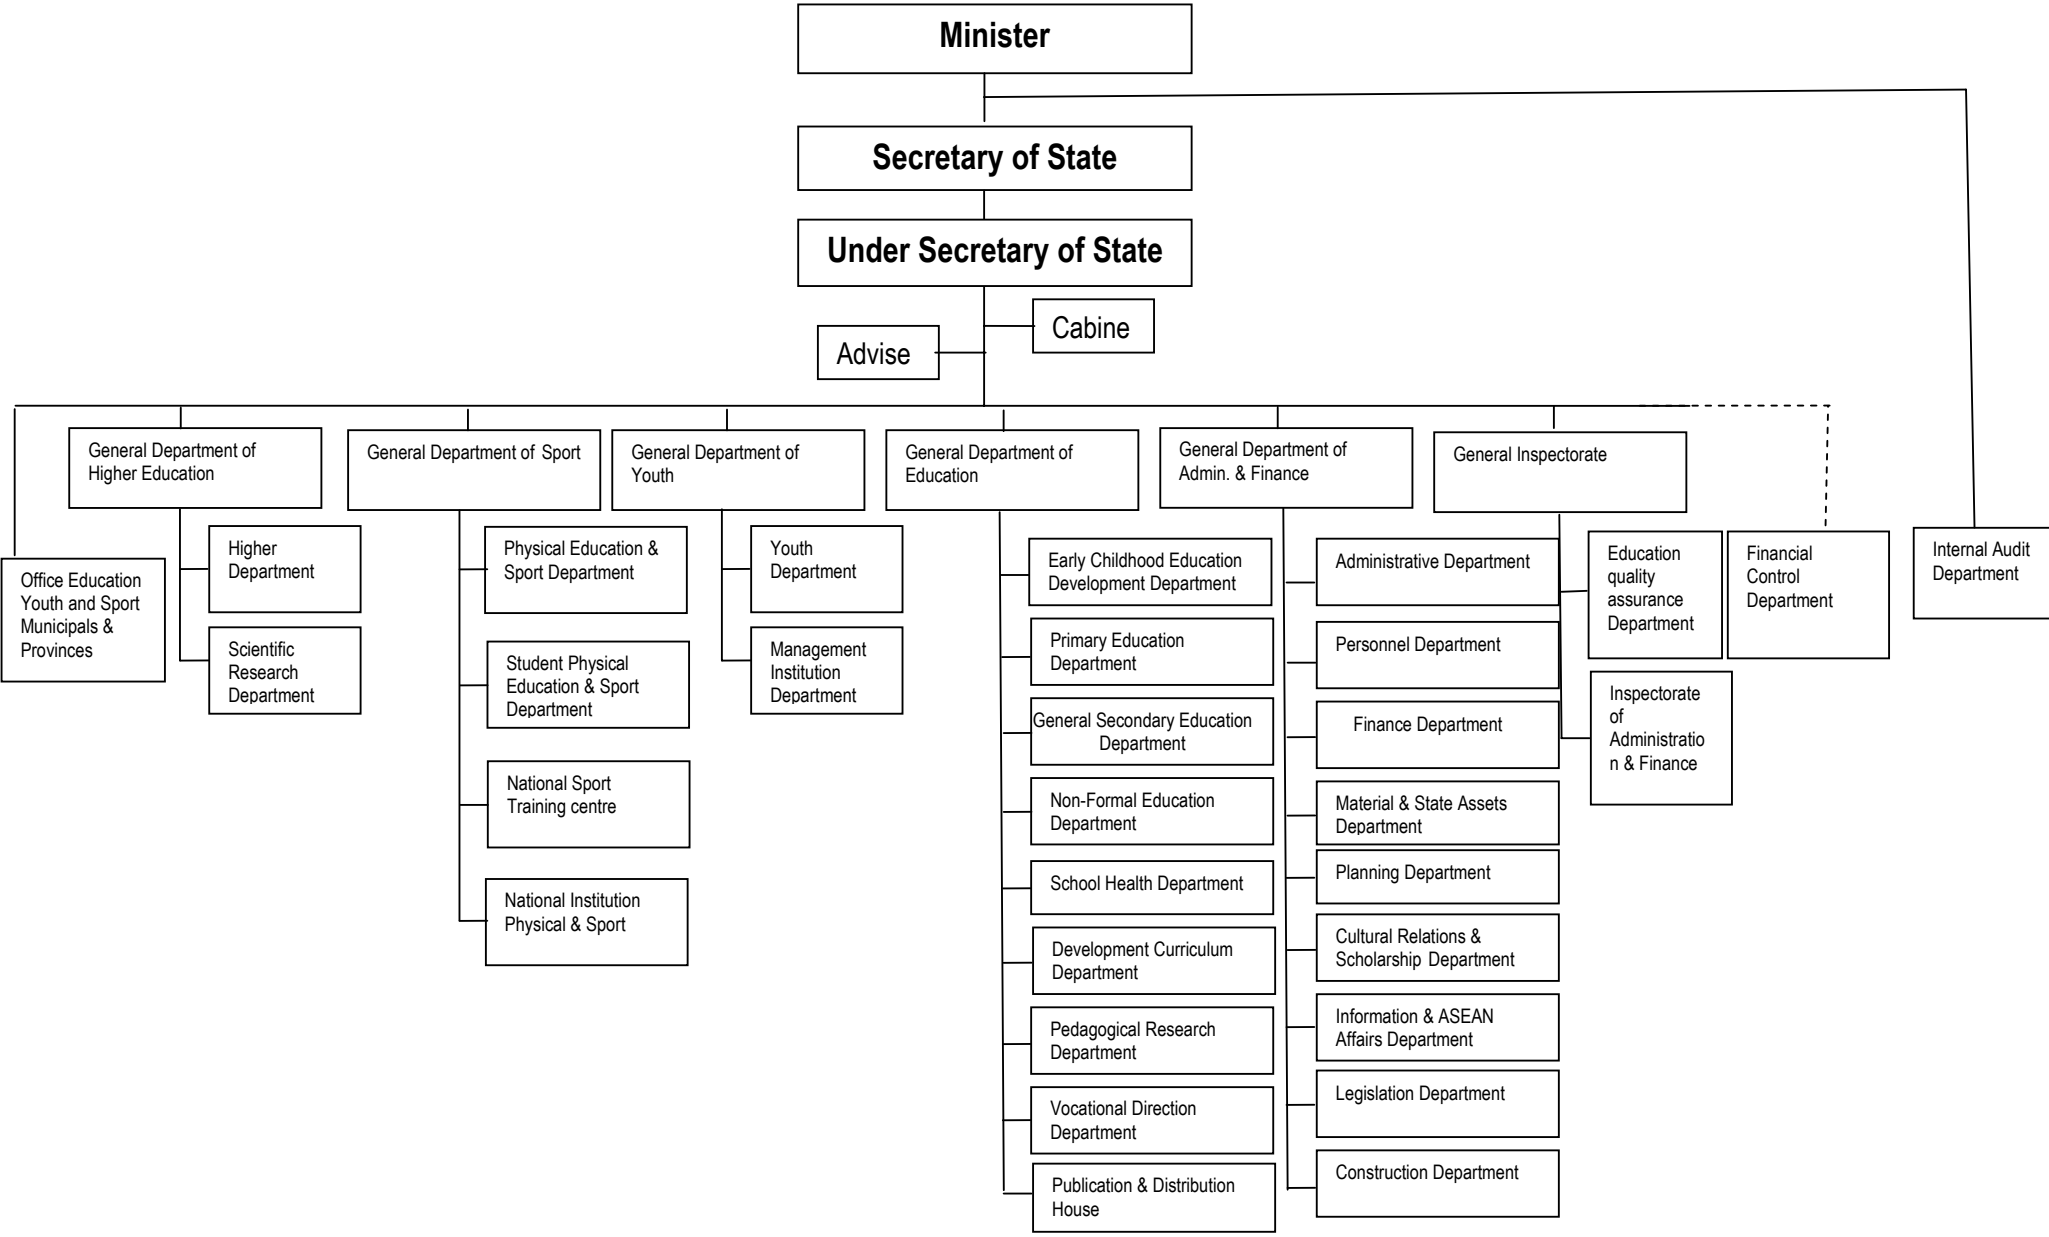 Minister
Secretary of State
Under Secretary of State
Cabine
Advise
General Department of
Higher Education
General Department of Sport
General Department of
Youth
General Department of
Education
General Department of
Admin. & Finance
General Inspectorate
Office Education
Youth and Sport
Municipals &
Provinces
Higher
Department
Scientific
Research
Department
Physical Education &
Sport Department
Student Physical
Education & Sport
Department
National Sport
Training centre
National Institution
Physical & Sport
Youth
Department
Management
Institution
Department
Early Childhood Education
Development Department
Primary Education
Department
General Secondary Education
Department
Non-Formal Education
Department
School Health Department
Development Curriculum
Department
Pedagogical Research
Department
Vocational Direction
Department
Publication & Distribution
House
Administrative Department
Personnel Department
Finance Department
Material & State Assets
Department
Planning Department
Cultural Relations &
Scholarship Department
Information & ASEAN
Affairs Department
Legislation Department
Construction Department
Education
quality
assurance
Department
Inspectorate
of
Administratio
n & Finance
Financial
Control
Department
Internal Audit
Department